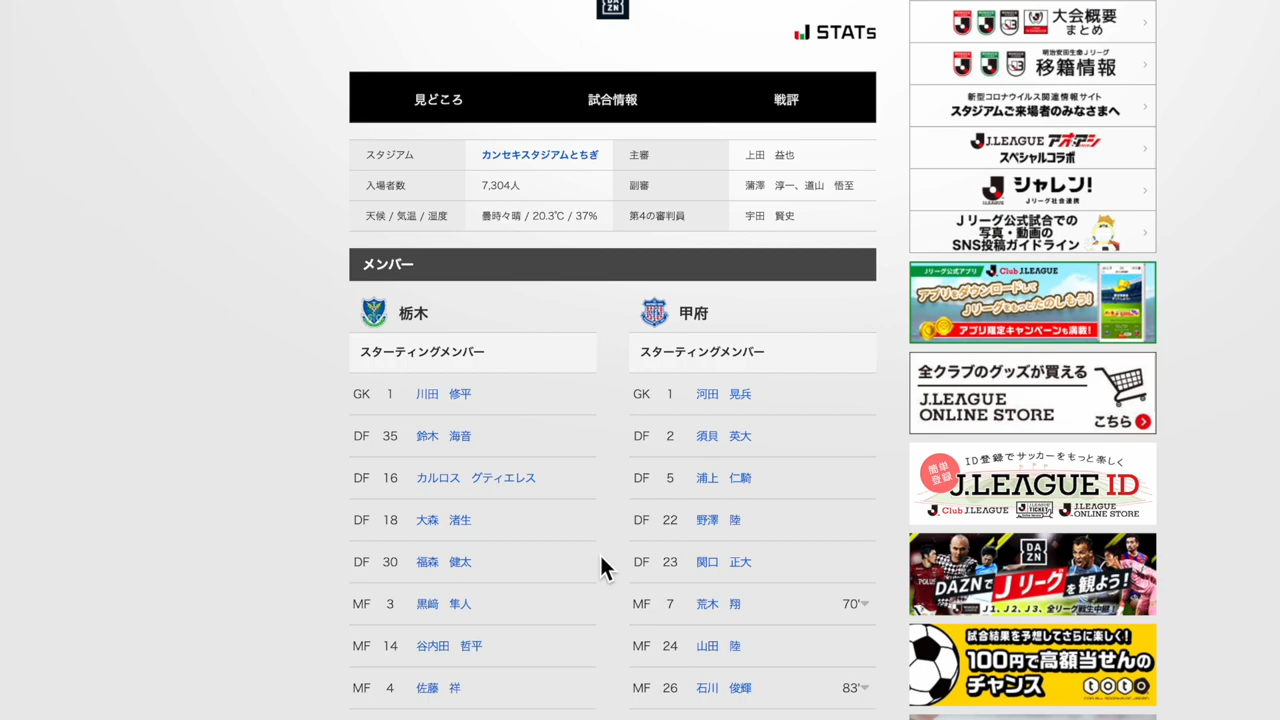 DAZN
J STATS
見どころ 試合情報 戦評
スタジアム カンセキスタジアムとちぎ 主審 上田 益也
入場者数 7,304人 副審 蒲澤 淳一、道山 悟至
天候 / 気温 / 湿度 曇時々晴 / 20.3℃ / 37% 第4の審判員 宇田 賢史
メンバー
栃木
スターティングメンバー
GK 1 川田 修平
DF 35 鈴木 海音
DF 16 カルロス グティエレス
DF 15 大森 渚生
DF 30 福森 健太
MF 3 黒﨑 隼人
MF 14 谷内田 哲平
MF 4 佐藤 祥
甲府
スターティングメンバー
GK 1 河田 晃兵
DF 2 須貝 英大
DF 5 浦上 仁騎
DF 22 野澤 陸
DF 23 関口 正大
MF 7 荒木 翔 70'
MF 24 山田 陸
MF 26 石川 俊輝 83'
大会概要
まとめ
明治安田生命Jリーグ
移籍情報
新型コロナウイルス関連情報サイト
スタジアムご来場者のみなさまへ
J.LEAGUE アオアシ
スペシャルコラボ
シャレン!
Jリーグ社会連携
Jリーグ公式試合での
写真・動画の
SNS投稿ガイドライン
Jリーグ公式アプリ Club J.LEAGUE
アプリをダウンロードして
Jリーグをもっとたのしもう!
アプリ限定キャンペーンも満載!
全クラブのグッズが買える
J.LEAGUE
ONLINE STORE
こちら
簡単
登録
ID登録でサッカーをもっと楽しく
J.LEAGUE ID
Club J.LEAGUE J.LEAGUE TICKET J.LEAGUE ONLINE STORE
DAZN
DAZNで Jリーグを観よう!
J1、J2、J3、全リーグ戦生中継!
試合結果を予想してさらに楽しく!
100円で高額当せんの
チャンス toto